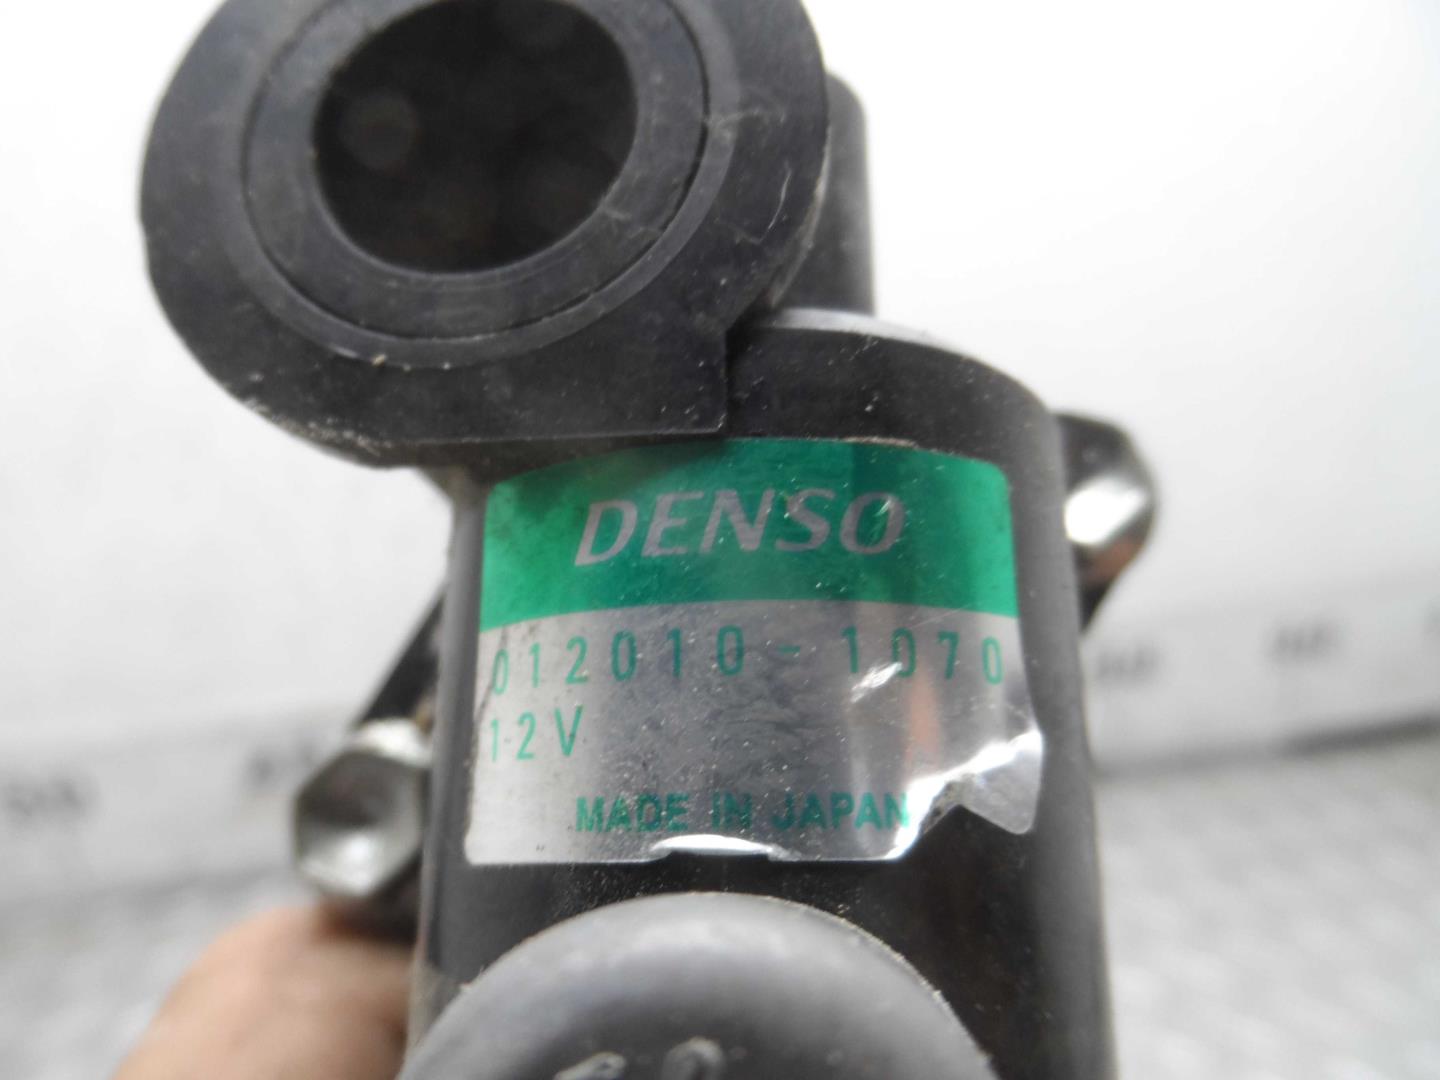 DENSO
012010-1070
12V
MADE IN JAPAN